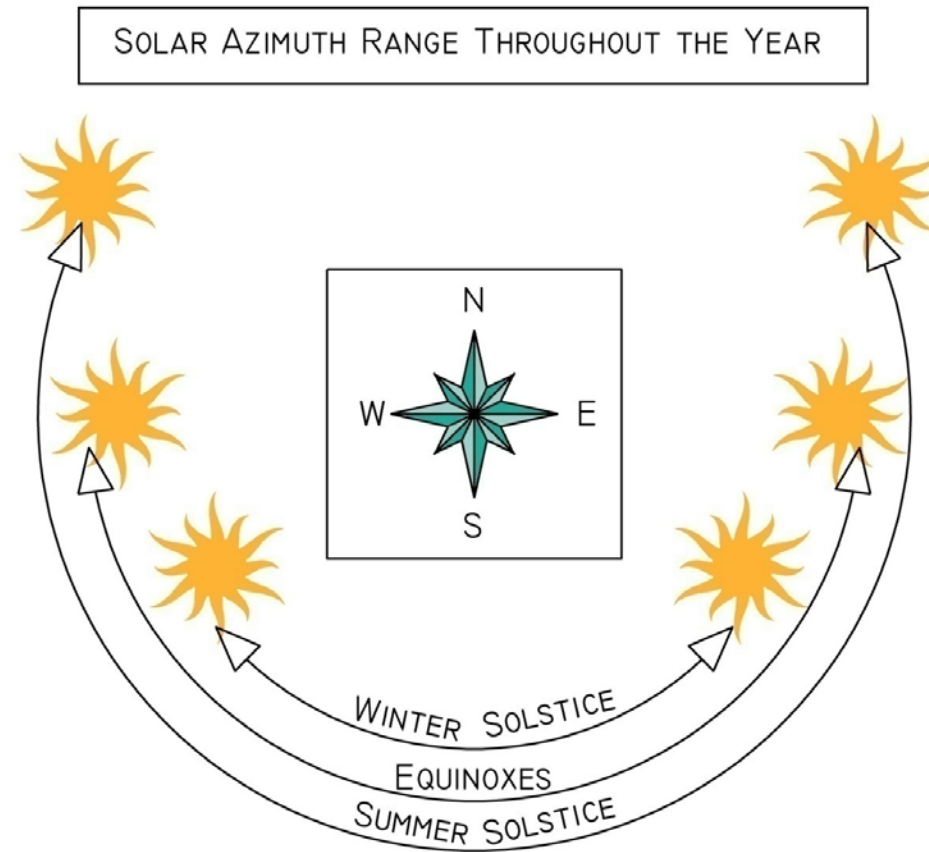 SOLAR AZIMUTH RANGE THROUGHOUT THE YEAR
N
W
E
S
WINTER SOLSTICE
EQUINOXES
SUMMER SOLSTICE